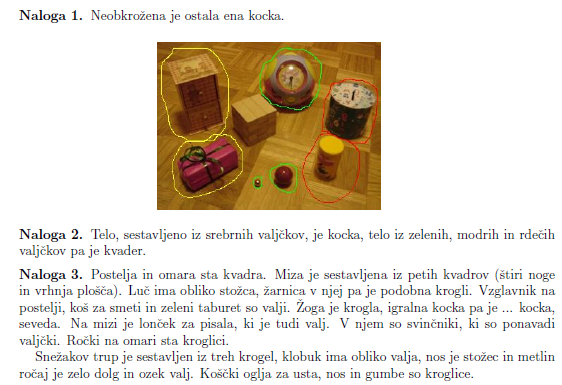 Naloga 1. Neobkrožena je ostala ena kocka.
Naloga 2. Telo, sestavljeno iz srebrnih valjčkov, je kocka, telo iz zelenih, modrih in rdečih
valjčkov pa je kvader.
Naloga 3. Postelja in omara sta kvadra. Miza je sestavljena iz petih kvadrov (štiri noge
in vrhnja plošča). Luč ima obliko stožca, žarnica v njej pa je podobna krogli. Vzglavnik na
postelji, koš za smeti in zeleni taburet so valji. Žoga je krogla, igralna kocka pa je ... kocka,
seveda. Na mizi je lonček za pisala, ki je tudi valj. V njem so svinčniki, ki so ponavadi
valjčki. Ročki na omari sta kroglici.
Snežakov trup je sestavljen iz treh krogel, klobuk ima obliko valja, nos je stožec in metlin
ročaj je zelo dolg in ozek valj. Koščki oglja za usta, nos in gumbe so kroglice.